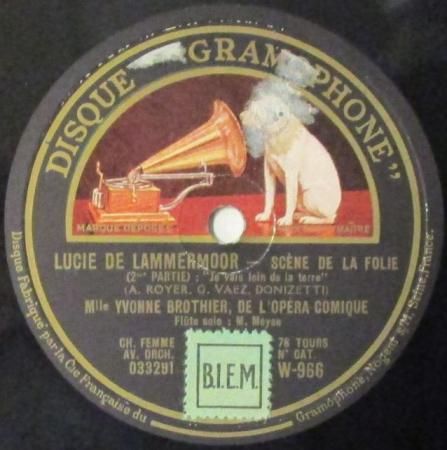 DISQUE "GRAMOPHONE"
MARQUE DEPOSÉE
MAÎTRE
LUCIE DE LAMMERMOOR — SCÈNE DE LA FOLIE
(2me PARTIE) : "Je vais loin de la terre"
(A. ROYER, G. VAEZ, DONIZETTI)
Mlle YVONNE BROTHIER, DE L'OPÉRA COMIQUE
Flûte solo : M. Moyse
CH. FEMME
AV. ORCH.
033291
78 TOURS
N° CAT.
W-966
B.I.E.M.
Disque Fabriqué par la Cie Française du Gramophone, Nogent s/M. Seine. France.